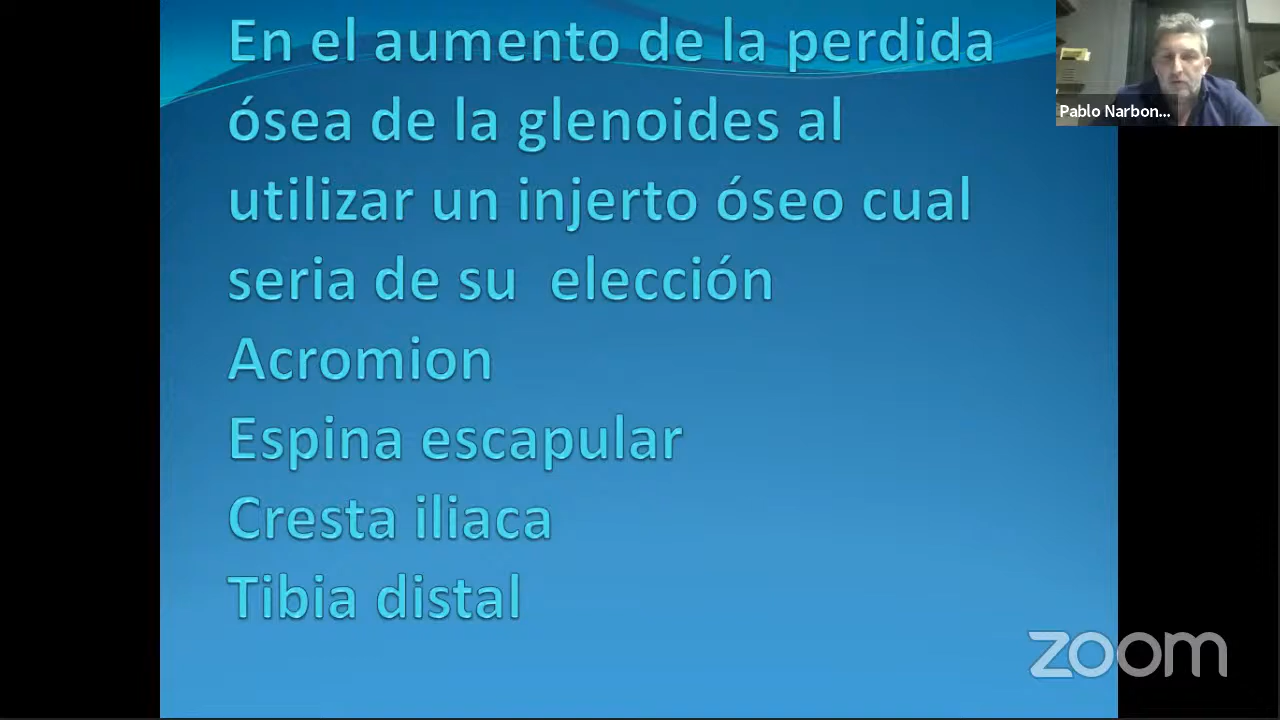 En el aumento de la perdida
ósea de la glenoides al
utilizar un injerto óseo cual
seria de su  elección
Acromion
Espina escapular
Cresta iliaca
Tibia distal
Pablo Narbon...
zoom